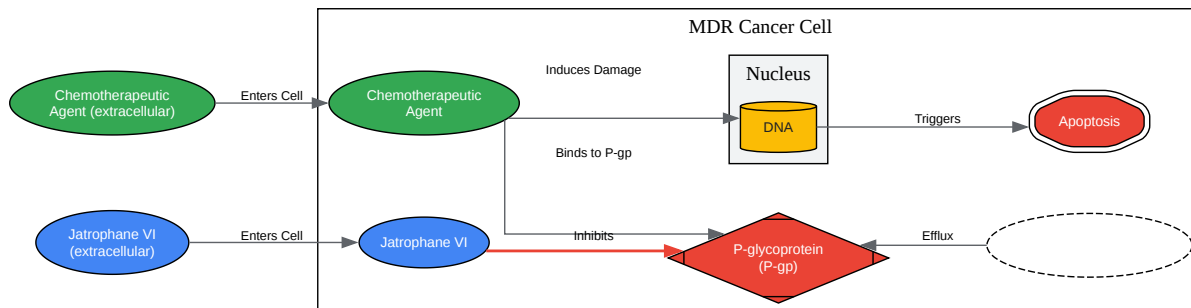 MDR Cancer Cell
Nucleus
Induces Damage
Chemotherapeutic
Agent (extracellular)
Enters Cell
Chemotherapeutic
Agent
DNA
Triggers
Apoptosis
Binds to P-gp
Jatrophane VI
(extracellular)
Enters Cell
Jatrophane VI
Inhibits
P-glycoprotein
(P-gp)
Efflux